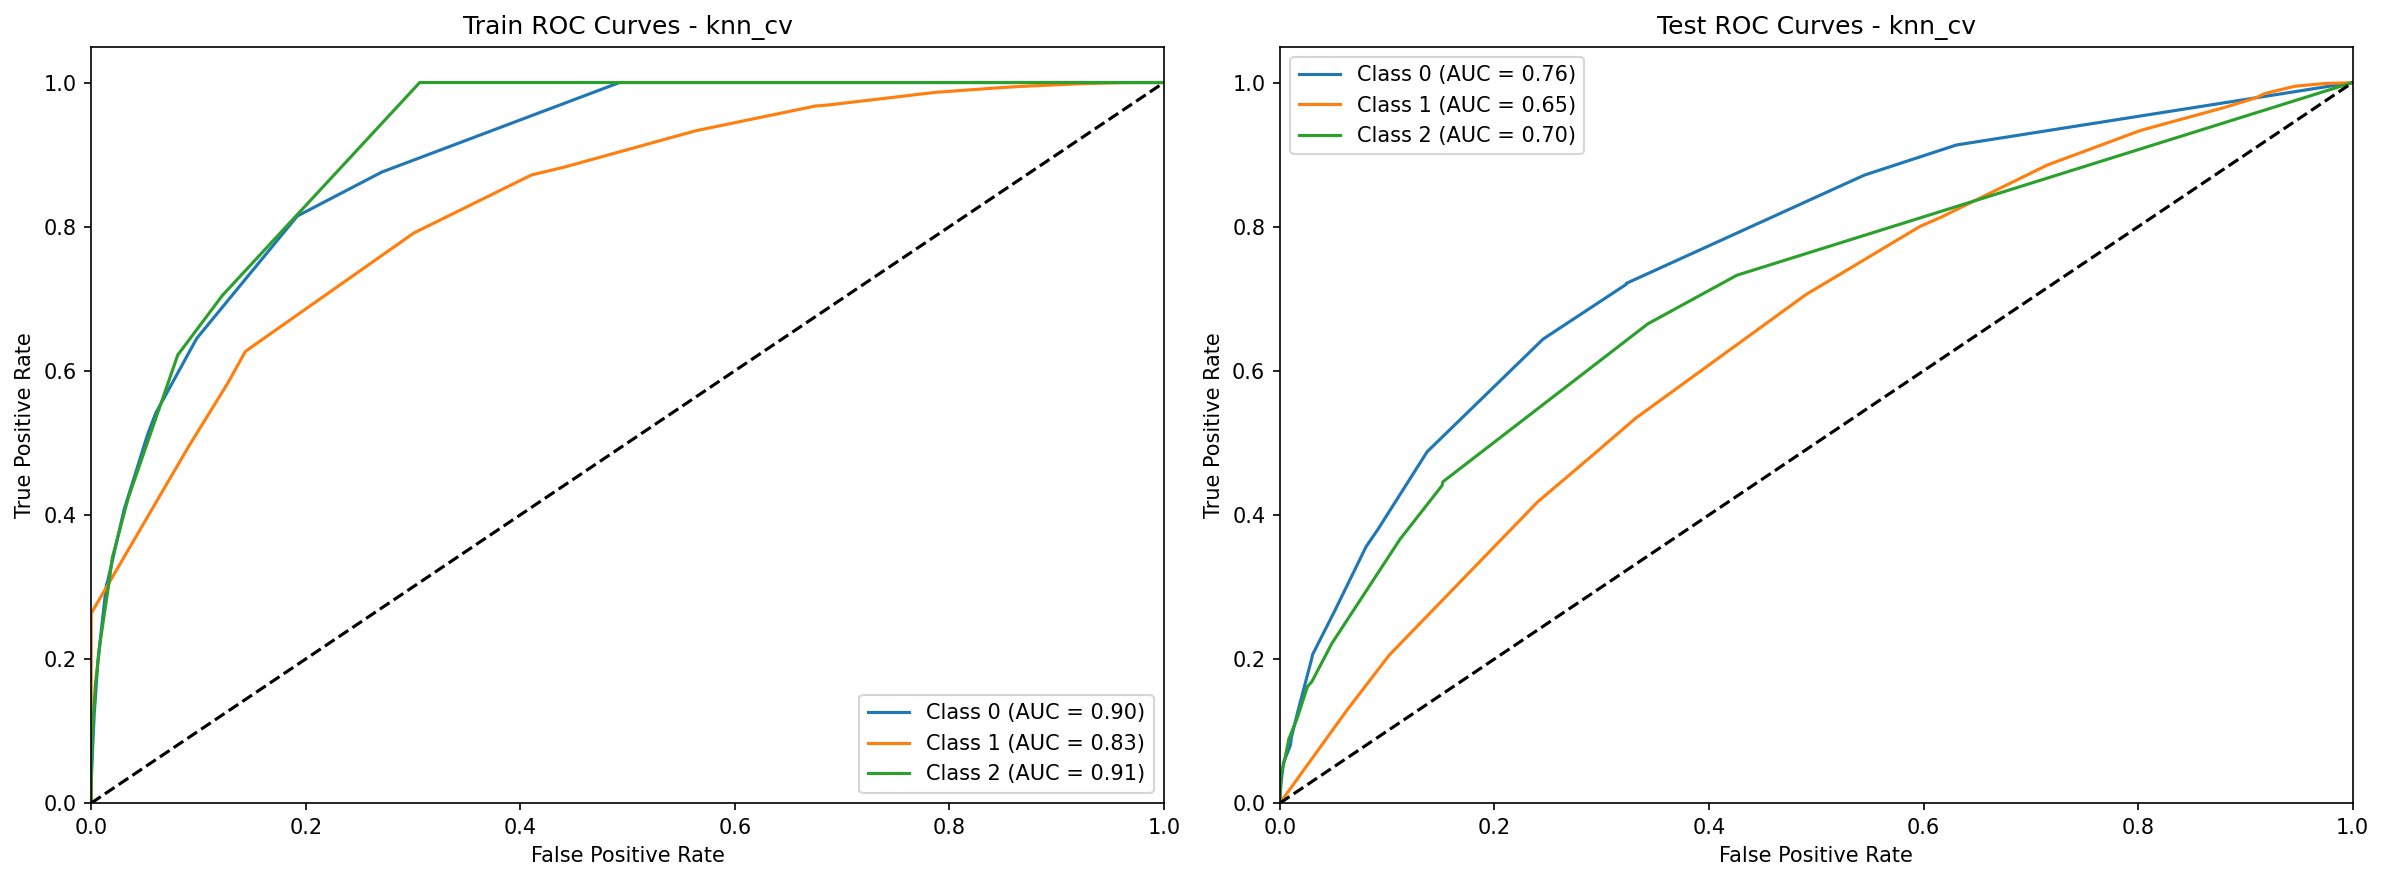 Train ROC Curves - knn_cv
True Positive Rate
1.0
0.8
0.6
0.4
0.2
0.0
Class 0 (AUC = 0.90)
Class 1 (AUC = 0.83)
Class 2 (AUC = 0.91)
0.0 0.2 0.4 0.6 0.8 1.0
False Positive Rate
Test ROC Curves - knn_cv
True Positive Rate
1.0
0.8
0.6
0.4
0.2
0.0
Class 0 (AUC = 0.76)
Class 1 (AUC = 0.65)
Class 2 (AUC = 0.70)
0.0 0.2 0.4 0.6 0.8 1.0
False Positive Rate